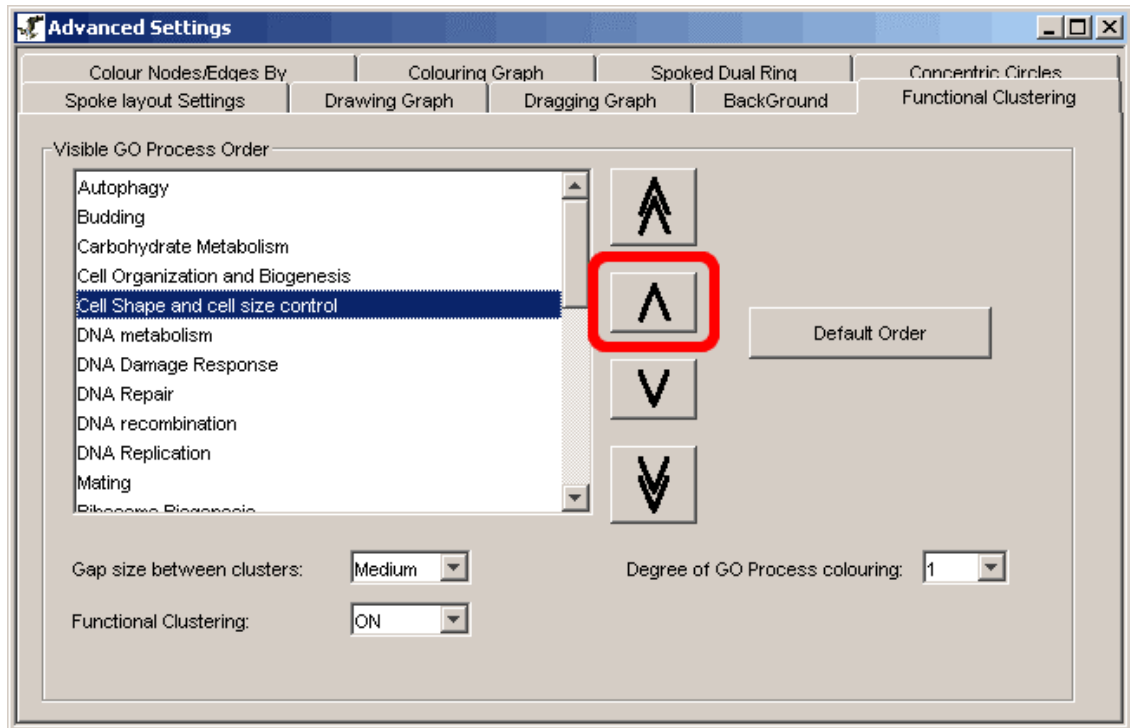 Advanced Settings
Colour Nodes/Edges By Colouring Graph Spoked Dual Ring Concentric Circles
Spoke layout Settings Drawing Graph Dragging Graph BackGround Functional Clustering
Visible GO Process Order
Autophagy
Budding
Carbohydrate Metabolism
Cell Organization and Biogenesis
Cell Shape and cell size control
DNA metabolism
DNA Damage Response
DNA Repair
DNA recombination
DNA Replication
Mating
Ribosome Biogenesis
Default Order
Gap size between clusters: Medium Degree of GO Process colouring: 1
Functional Clustering: ON